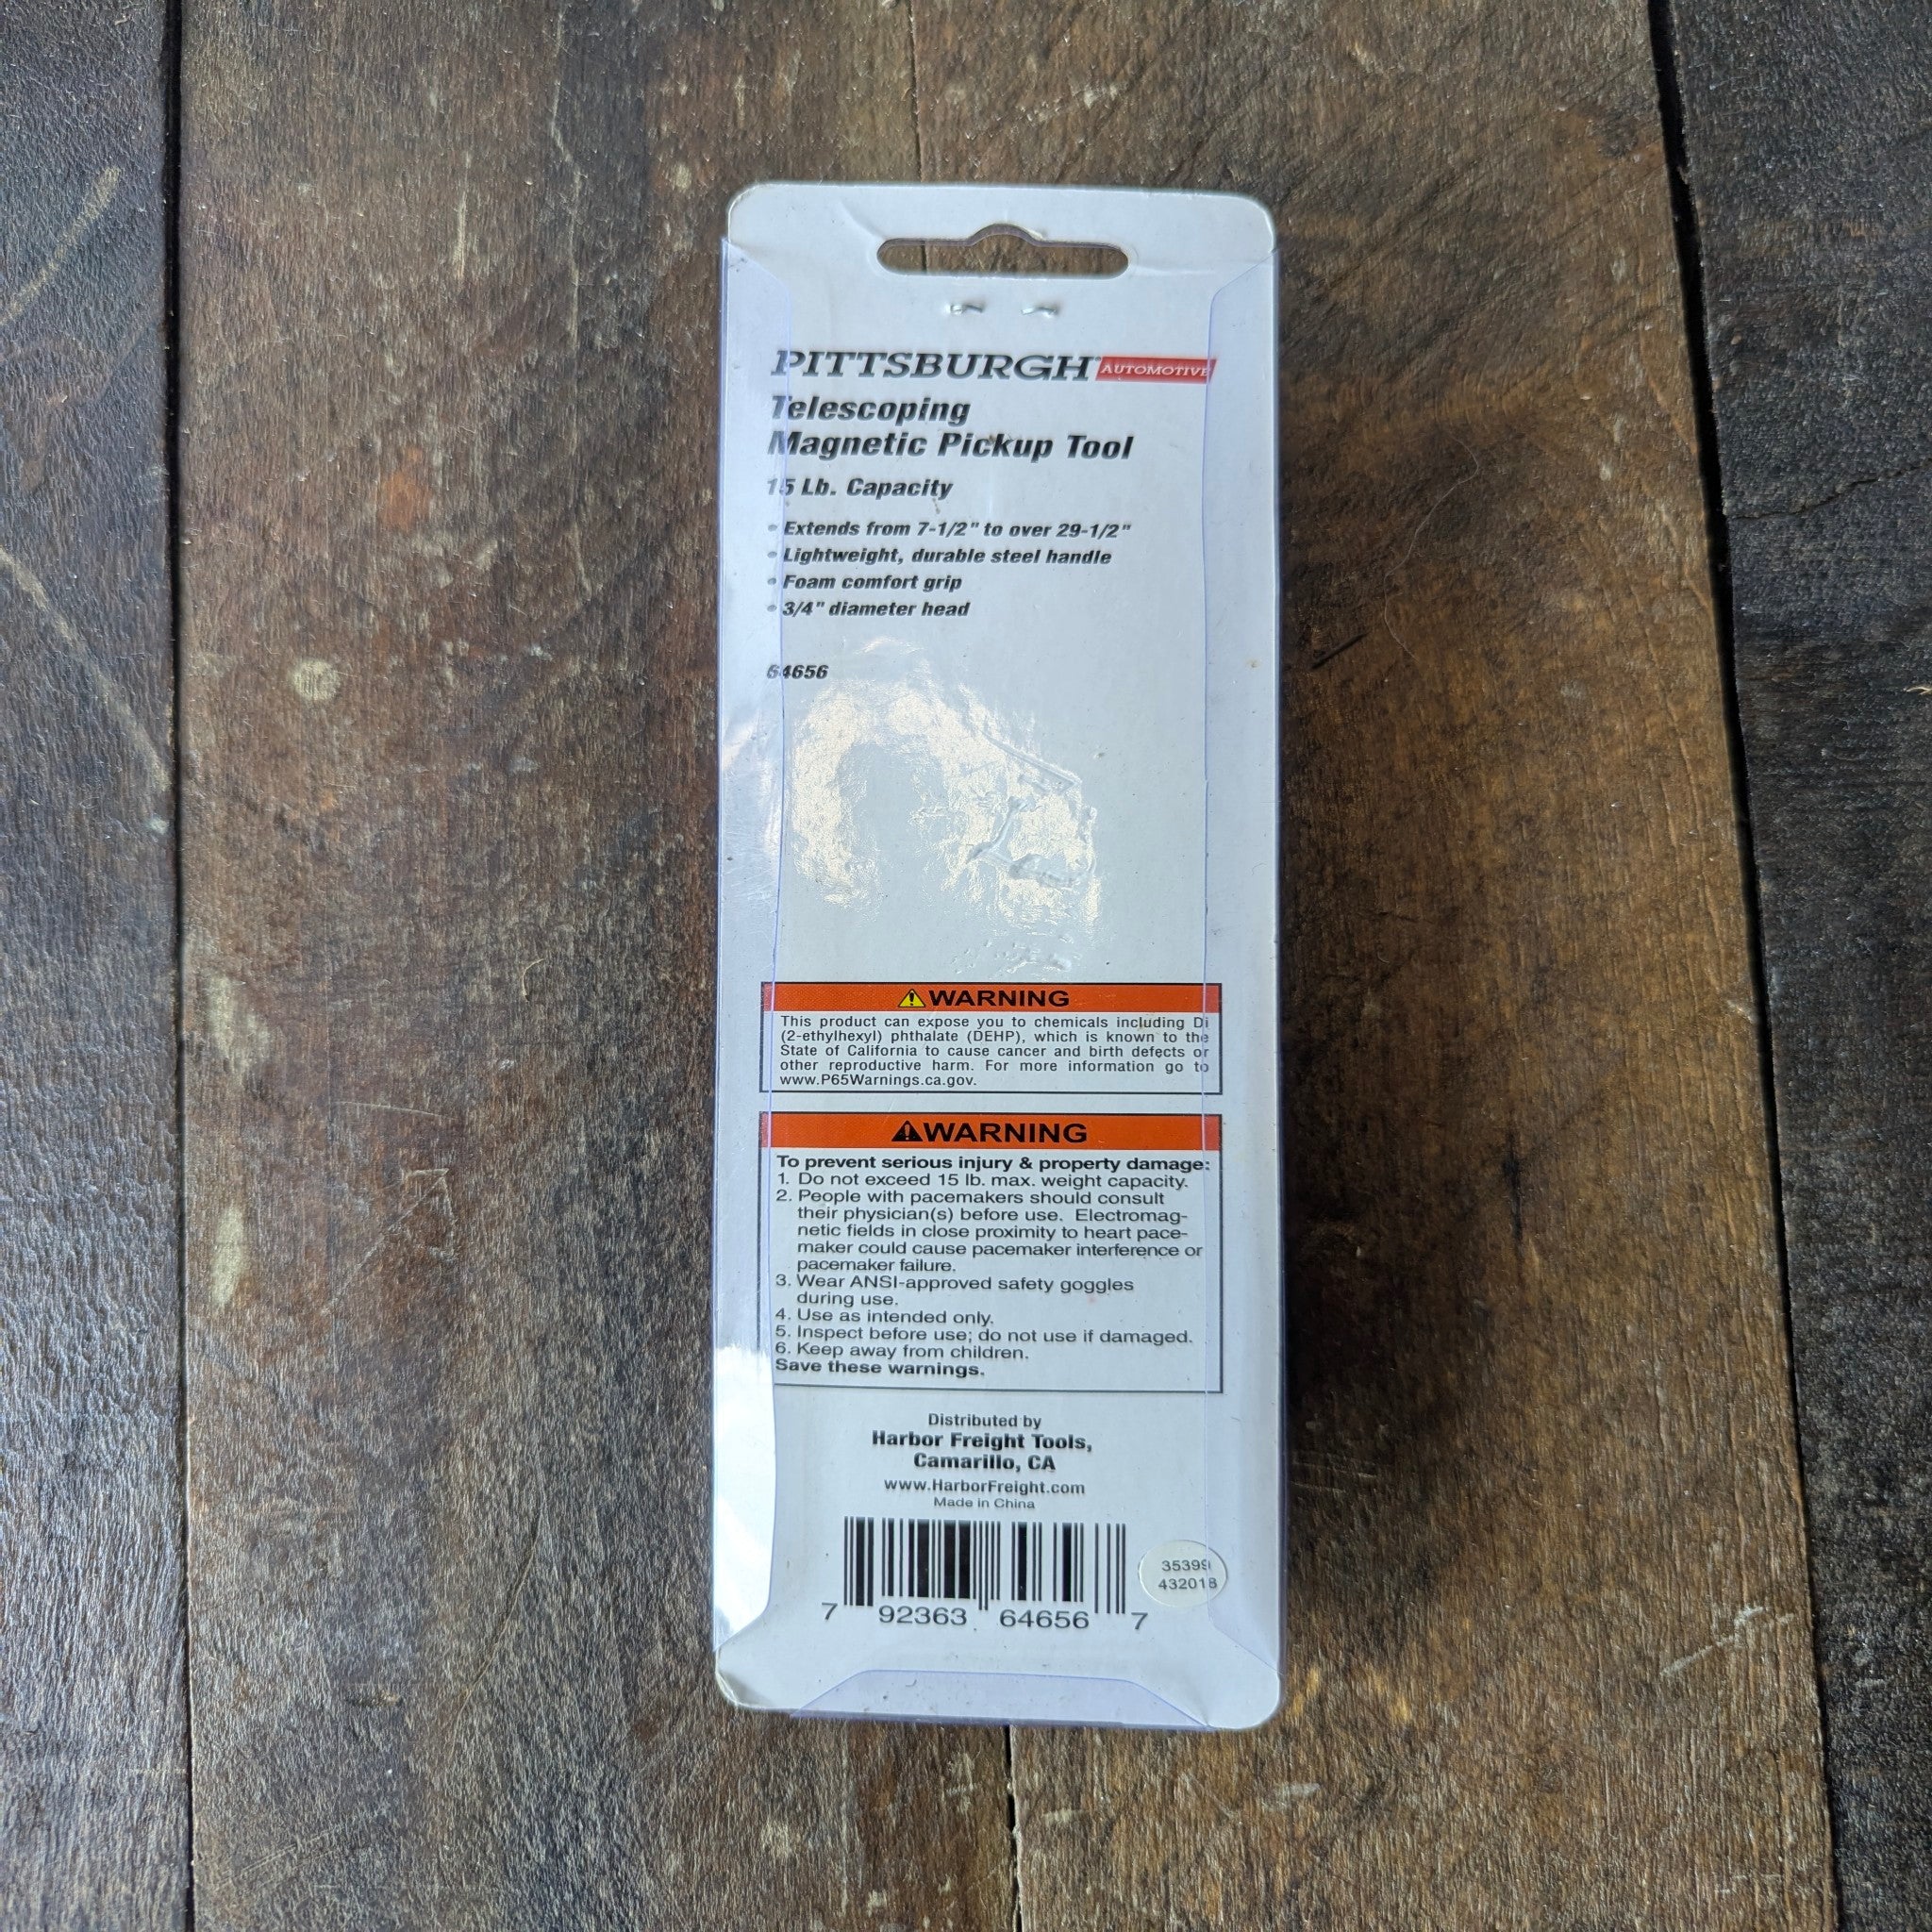 PITTSBURGH AUTOMOTIVE
Telescoping
Magnetic Pickup Tool
15 Lb. Capacity
• Extends from 7-1/2" to over 29-1/2"
• Lightweight, durable steel handle
• Foam comfort grip
• 3/4" diameter head
64656
⚠ WARNING
This product can expose you to chemicals including Di
(2-ethylhexyl) phthalate (DEHP), which is known to the
State of California to cause cancer and birth defects or
other reproductive harm. For more information go to
www.P65Warnings.ca.gov.
⚠WARNING
To prevent serious injury & property damage:
1. Do not exceed 15 lb. max. weight capacity.
2. People with pacemakers should consult
their physician(s) before use. Electromag-
netic fields in close proximity to heart pace-
maker could cause pacemaker interference or
pacemaker failure.
3. Wear ANSI-approved safety goggles
during use.
4. Use as intended only.
5. Inspect before use; do not use if damaged.
6. Keep away from children.
Save these warnings.
Distributed by
Harbor Freight Tools,
Camarillo, CA
www.HarborFreight.com
Made in China
35399
432018
7 92363 64656 7